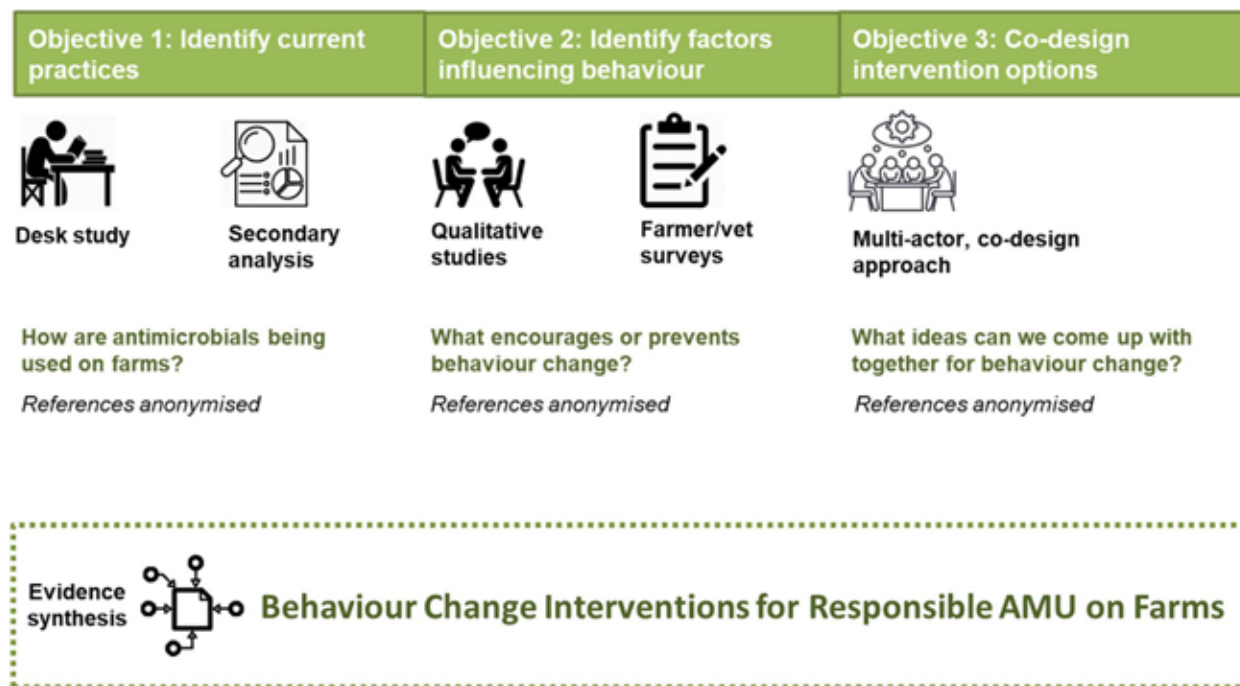 Objective 1: Identify current
practices
Objective 2: Identify factors
influencing behaviour
Objective 3: Co-design
intervention options
Desk study
Secondary
analysis
Qualitative
studies
Farmer/vet
surveys
Multi-actor, co-design
approach
How are antimicrobials being
used on farms?
References anonymised
What encourages or prevents
behaviour change?
References anonymised
What ideas can we come up with
together for behaviour change?
References anonymised
Evidence
synthesis
Behaviour Change Interventions for Responsible AMU on Farms